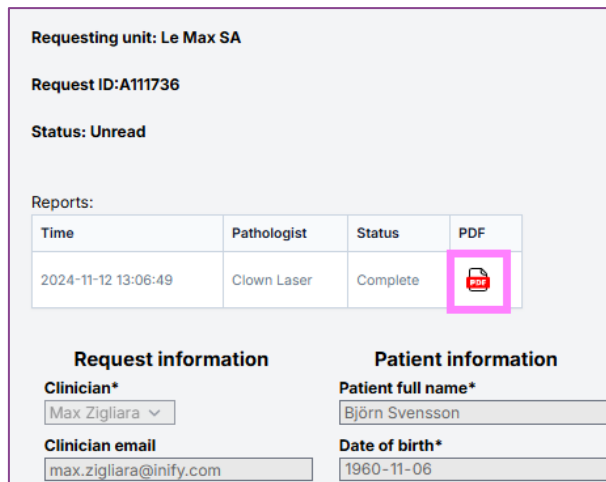 Requesting unit: Le Max SA
Request ID:A111736
Status: Unread
Reports:
Time Pathologist Status PDF
2024-11-12 13:06:49 Clown Laser Complete PDF
Request information
Clinician*
Max Zigliara
Clinician email
max.zigliara@inify.com
Patient information
Patient full name*
Björn Svensson
Date of birth*
1960-11-06